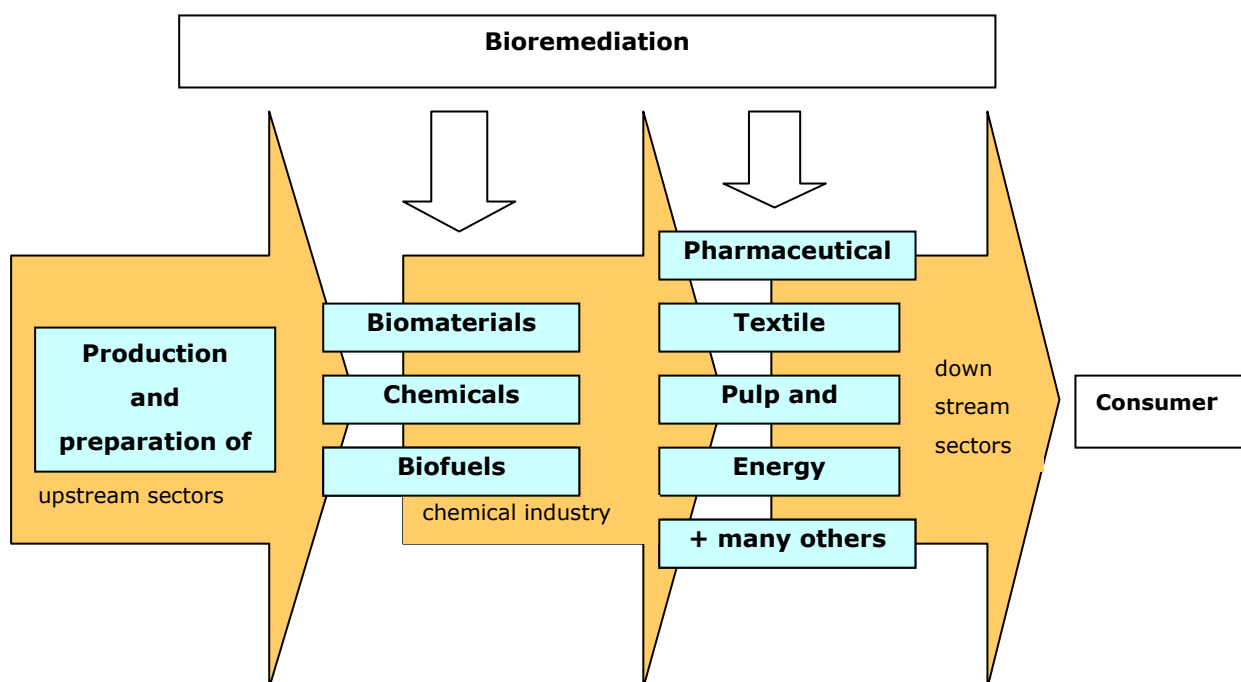 Bioremediation
Production
and
preparation of
upstream sectors
Biomaterials
Chemicals
Biofuels
chemical industry
Pharmaceutical
Textile
Pulp and
Energy
+ many others
down
stream
sectors
Consumer